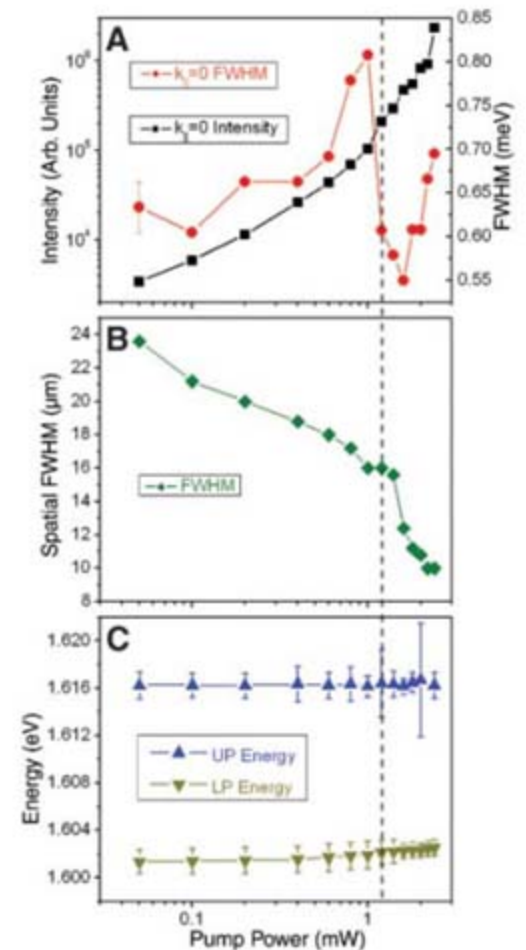 A
k∥=0 FWHM
k∥=0 Intensity
Intensity (Arb. Units)
10⁶
10⁵
10⁴
0.85
0.80
0.75
0.70
0.65
0.60
0.55
FWHM (meV)
B
FWHM
Spatial FWHM (μm)
24
22
20
18
16
14
12
10
8
C
UP Energy
LP Energy
Energy (eV)
1.620
1.616
1.612
1.608
1.604
1.600
0.1
1
Pump Power (mW)